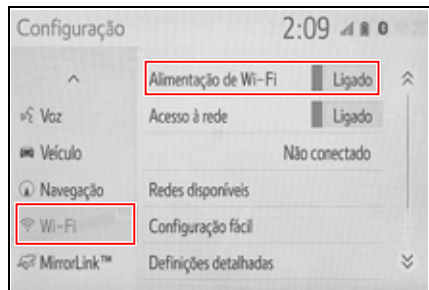 Configuração 2:09
Alimentação de Wi-Fi Ligado
Voz Acesso à rede Ligado
Veículo Não conectado
Navegação Redes disponíveis
Wi-Fi Configuração fácil
MirrorLink™ Definições detalhadas